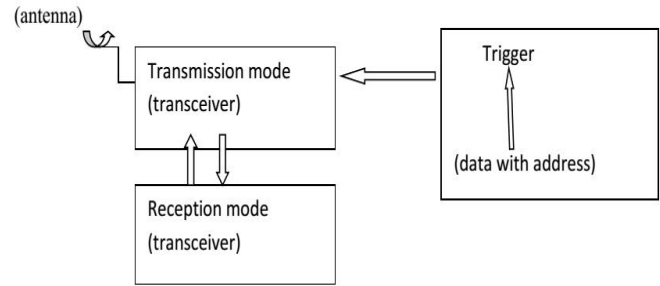 (antenna)
Transmission mode
(transceiver)
Trigger
(data with address)
Reception mode
(transceiver)